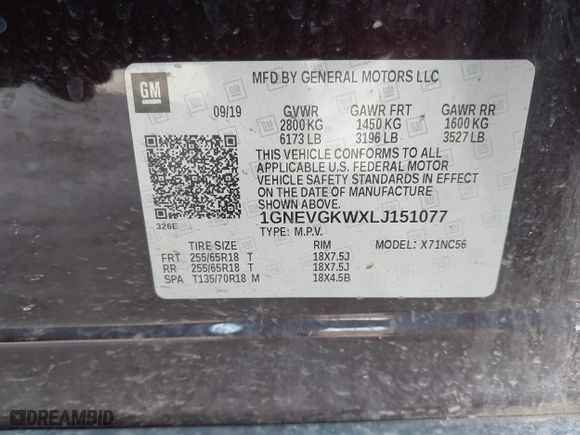 GM
MFD BY GENERAL MOTORS LLC
09/19 GVWR GAWR FRT GAWR RR
2800 KG 1450 KG 1600 KG
6173 LB 3196 LB 3527 LB
THIS VEHICLE CONFORMS TO ALL
APPLICABLE U.S. FEDERAL MOTOR
VEHICLE SAFETY STANDARDS IN EFFECT
ON THE DATE OF MANUFACTURE
SHOWN ABOVE.
1GNEVGKWXLJ151077
326E TYPE: M.P.V.
TIRE SIZE RIM MODEL: X71NC56
FRT 255/65R18 T 18X7.5J
RR 255/65R18 T 18X7.5J
SPA T135/70R18 M 18X4.5B
DREAMBID